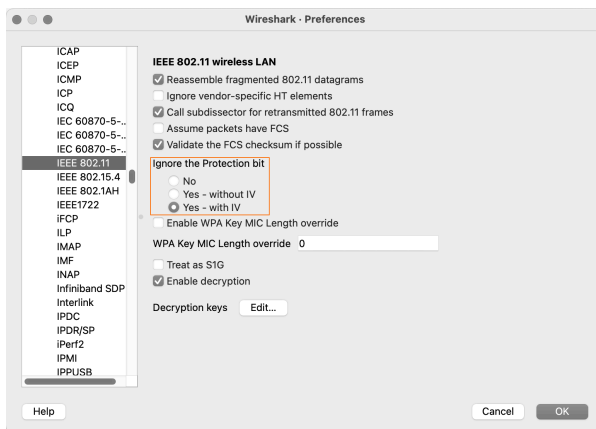 Wireshark · Preferences
ICAP
ICEP
ICMP
ICP
ICQ
IEC 60870-5-..
IEC 60870-5-..
IEC 60870-5-..
IEEE 802.11
IEEE 802.15.4
IEEE 802.1AH
IEEE1722
iFCP
ILP
IMAP
IMF
INAP
Infiniband SDP
Interlink
IPDC
IPDR/SP
iPerf2
IPMI
IPPUSB
IEEE 802.11 wireless LAN
Reassemble fragmented 802.11 datagrams
Ignore vendor-specific HT elements
Call subdissector for retransmitted 802.11 frames
Assume packets have FCS
Validate the FCS checksum if possible
Ignore the Protection bit
No
Yes - without IV
Yes - with IV
Enable WPA Key MIC Length override
WPA Key MIC Length override 0
Treat as S1G
Enable decryption
Decryption keys Edit...
Help Cancel OK